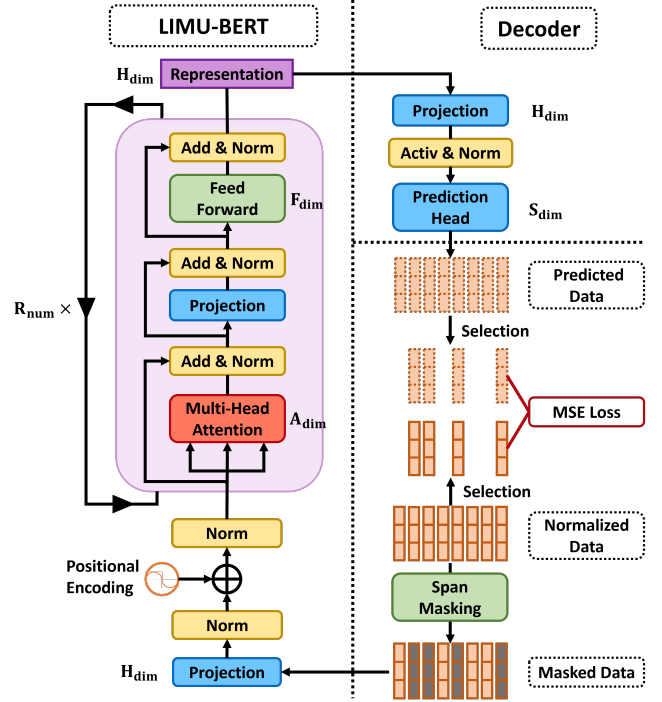 LIMU-BERT
Decoder
H_dim
Representation
Projection
H_dim
Add & Norm
Activ & Norm
Feed
Forward
F_dim
Prediction
Head
S_dim
Add & Norm
Predicted
Data
R_num ×
Projection
Selection
Add & Norm
Multi-Head
Attention
A_dim
MSE Loss
Selection
Norm
Normalized
Data
Positional
Encoding
Span
Masking
Norm
H_dim
Projection
Masked Data